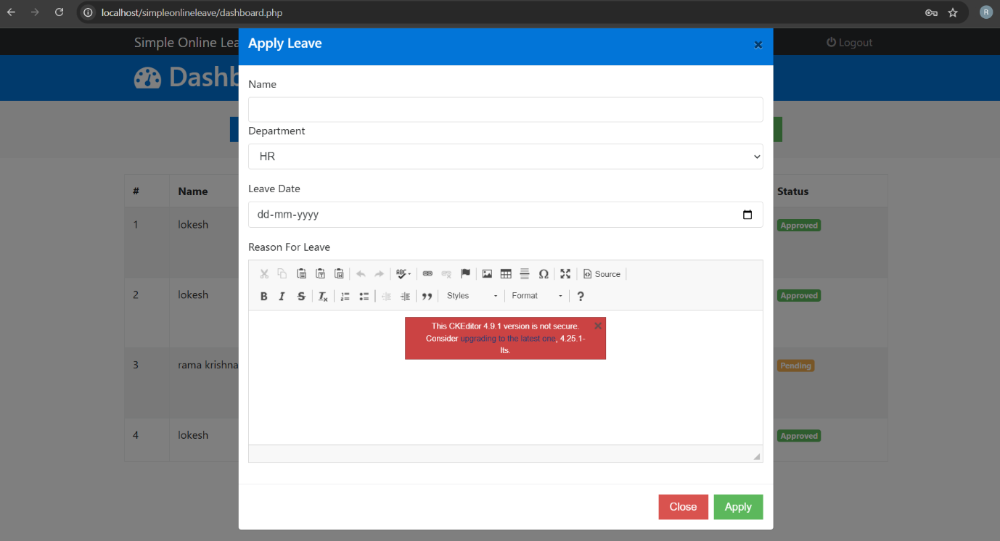 localhost/simpleonlineleave/dashboard.php
R
Simple Online Lea
Logout
Dashb
Apply Leave
×
Name
Department
HR
Leave Date
dd-mm-yyyy
Reason For Leave
ABC
Ω
Source
B I S Tx
Styles
Format
?
This CKEditor 4.9.1 version is not secure.
Consider upgrading to the latest one, 4.25.1-
lts.
Close
Apply
# Name Status
1 lokesh Approved
2 lokesh Approved
3 rama krishna Pending
4 lokesh Approved